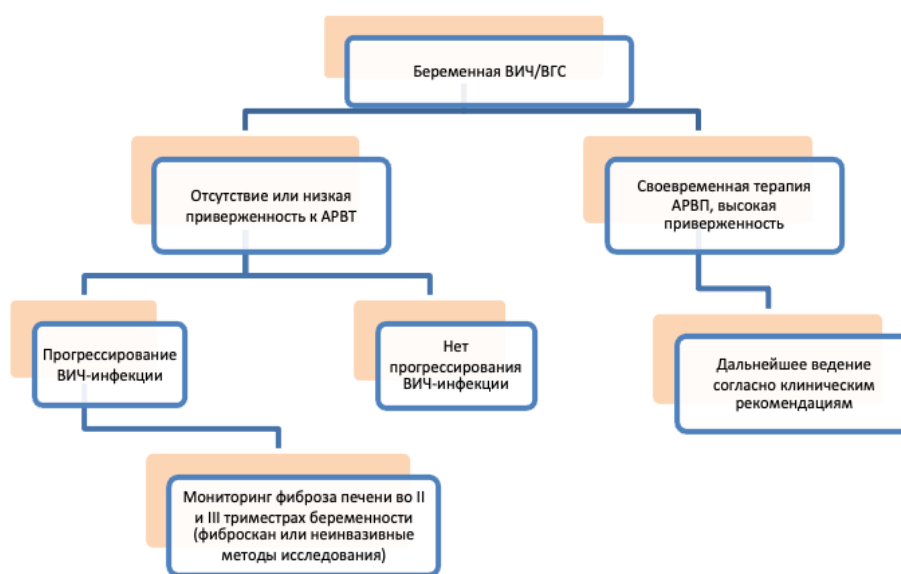 Беременная ВИЧ/ВГС
Отсутствие или низкая
приверженность к АРВТ
Своевременная терапия
АРВП, высокая
приверженность
Прогрессирование
ВИЧ-инфекции
Нет
прогрессирования
ВИЧ-инфекции
Дальнейшее ведение
согласно клиническим
рекомендациям
Мониторинг фиброза печени во II
и III триместрах беременности
(фиброскан или неинвазивные
методы исследования)